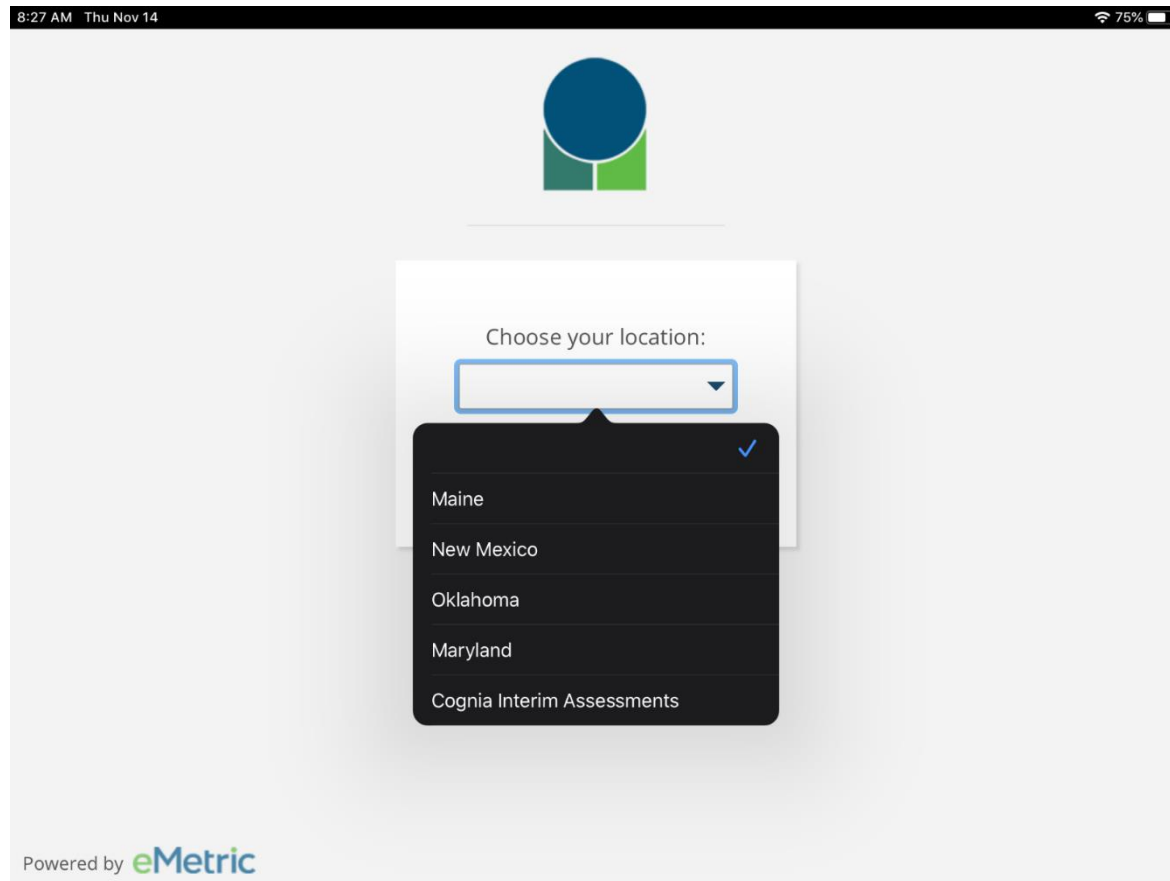 8:27 AM Thu Nov 14 75%
Choose your location:
Maine
New Mexico
Oklahoma
Maryland
Cognia Interim Assessments
Powered by eMetric